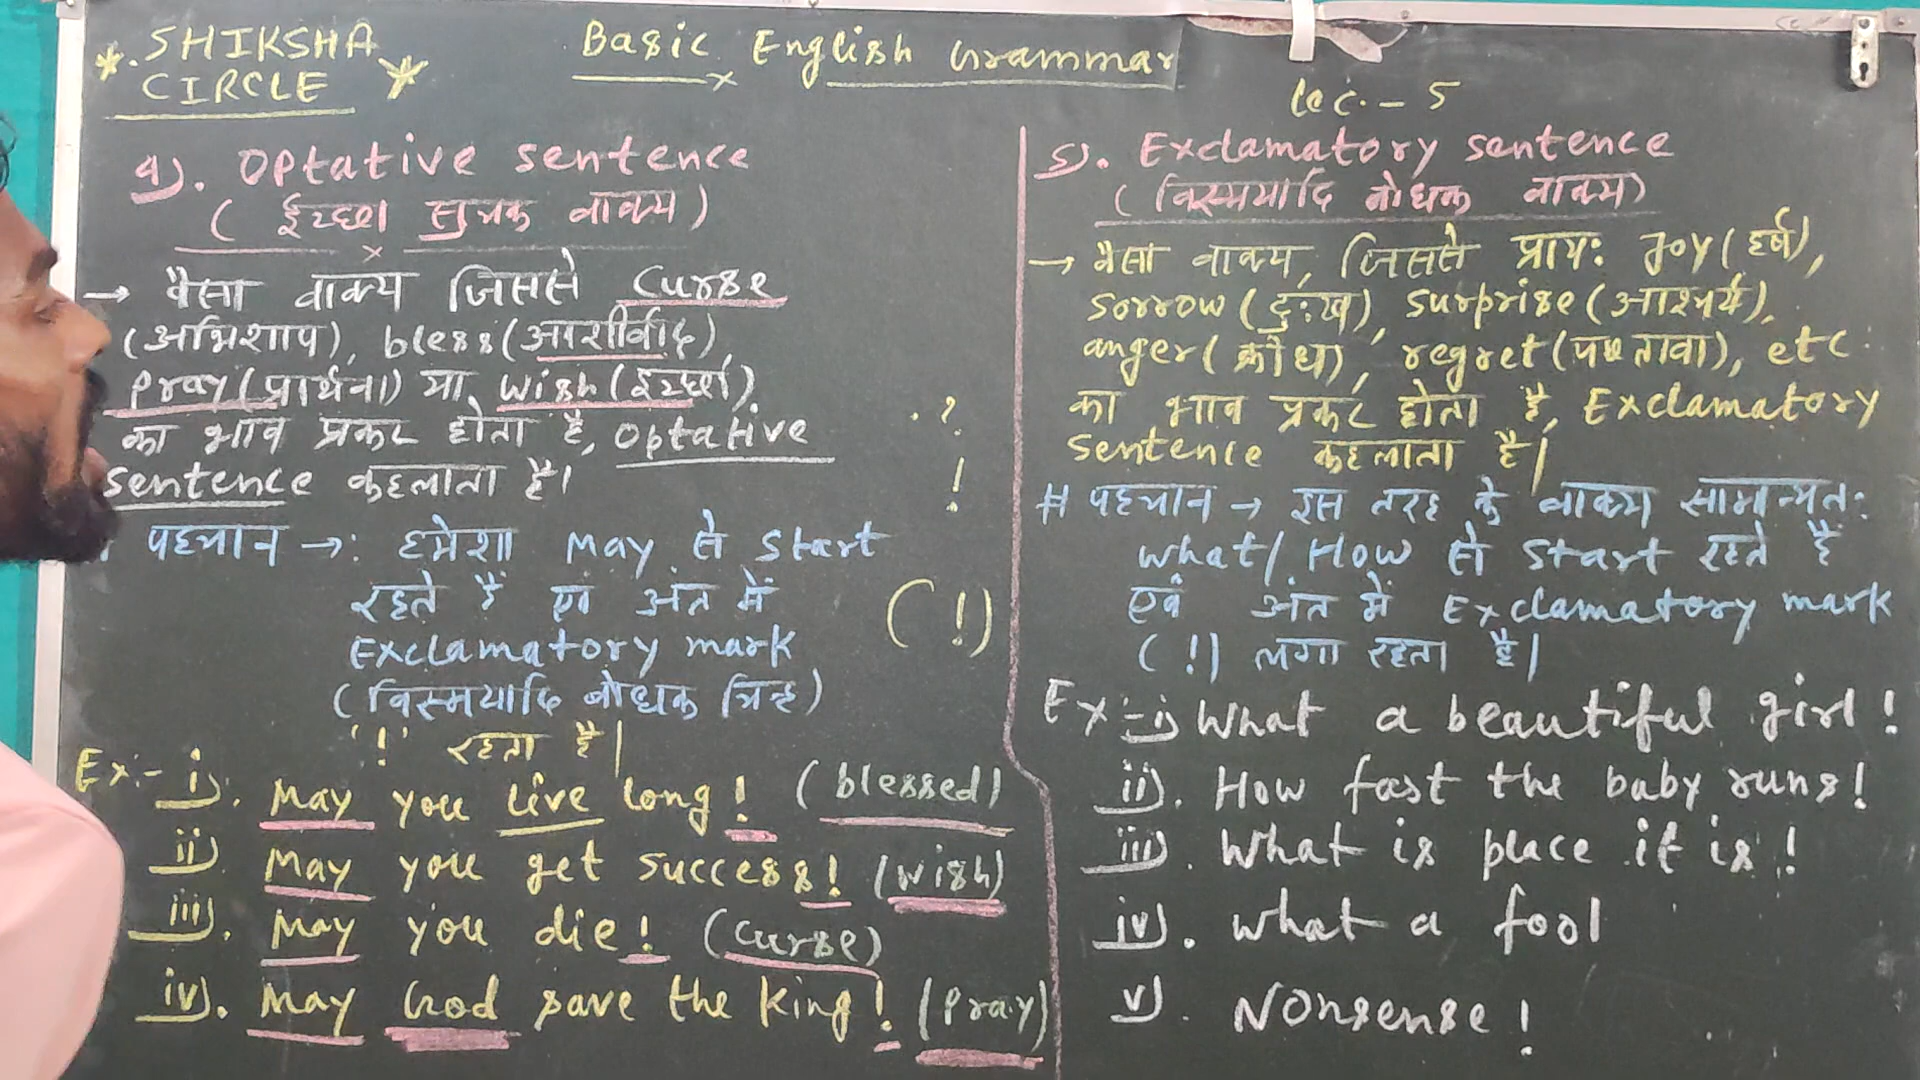 SHIKSHA
CIRCLE
Basic English Grammar
Lec. - 5
4). Optative sentence
( ईच्छा सुचक वाक्य )
→ वैसा वाक्य जिससे curse
(अभिशाप), bless (आर्शीवाद),
pray (प्रार्थना) या wish (ईच्छा)
का भाव प्रकट होता है, Optative
sentence कहलाता है।
पहचान →: हमेशा May से start
रहते हैं एवं अंत में
Exclamatory mark
(विस्मयादि बोधक चिन्ह)
'!' रहता है।
Ex:- i). May you live long! (blessed)
ii). May you get success! (wish)
iii). May you die! (curse)
iv). May God save the king! (pray)
. ?
!
(!)
5). Exclamatory sentence
(विस्मयादि बोधक वाक्य)
→ वैसा वाक्य, जिससे प्रायः Joy (हर्ष),
sorrow (दुःख), surprise (आश्चर्य),
anger (क्रोध), regret (पछतावा), etc.
का भाव प्रकट होता है, Exclamatory
sentence कहलाता है।
# पहचान → इस तरह के वाक्य सामान्यतः
what/How से start रहते हैं
एवं अंत में Exclamatory mark
(!) लगा रहता है।
Ex:- i) What a beautiful girl!
ii). How fast the baby runs!
iii). What is place it is!
iv). what a fool
v). Nonsense!